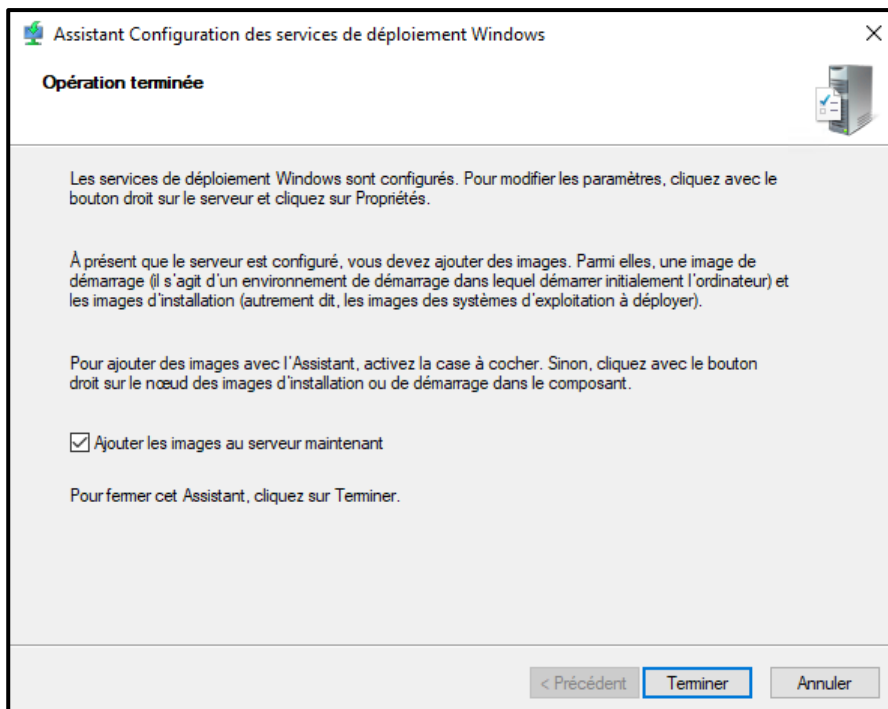 Assistant Configuration des services de déploiement Windows
Opération terminée
Les services de déploiement Windows sont configurés. Pour modifier les paramètres, cliquez avec le
bouton droit sur le serveur et cliquez sur Propriétés.
À présent que le serveur est configuré, vous devez ajouter des images. Parmi elles, une image de
démarrage (il s'agit d'un environnement de démarrage dans lequel démarrer initialement l'ordinateur) et
les images d'installation (autrement dit, les images des systèmes d'exploitation à déployer).
Pour ajouter des images avec l'Assistant, activez la case à cocher. Sinon, cliquez avec le bouton
droit sur le nœud des images d'installation ou de démarrage dans le composant.
Ajouter les images au serveur maintenant
Pour fermer cet Assistant, cliquez sur Terminer.
< Précédent Terminer Annuler